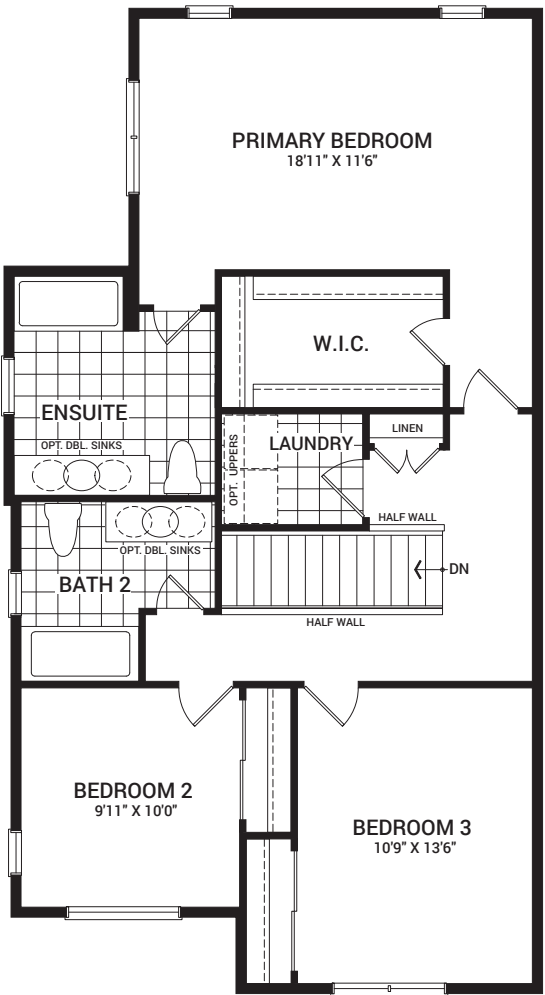 PRIMARY BEDROOM
18'11" X 11'6"
W.I.C.
ENSUITE
OPT. DBL. SINKS
LAUNDRY
OPT. UPPERS
LINEN
HALF WALL
OPT. DBL. SINKS
BATH 2
DN
HALF WALL
BEDROOM 2
9'11" X 10'0"
BEDROOM 3
10'9" X 13'6"